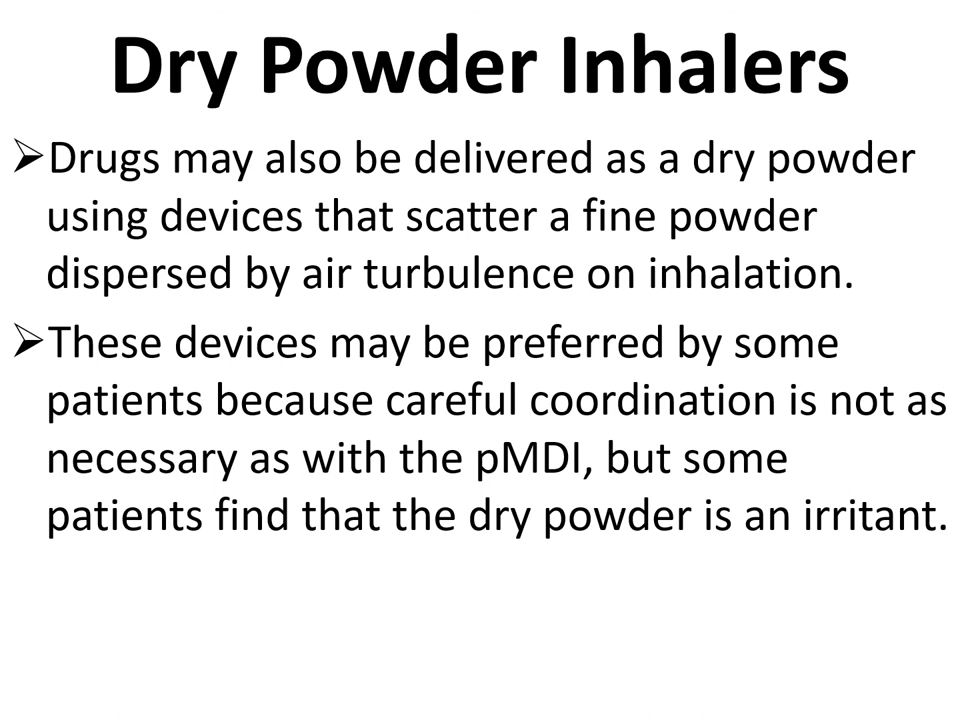 Dry Powder Inhalers
➢Drugs may also be delivered as a dry powder
using devices that scatter a fine powder
dispersed by air turbulence on inhalation.
➢These devices may be preferred by some
patients because careful coordination is not as
necessary as with the pMDI, but some
patients find that the dry powder is an irritant.